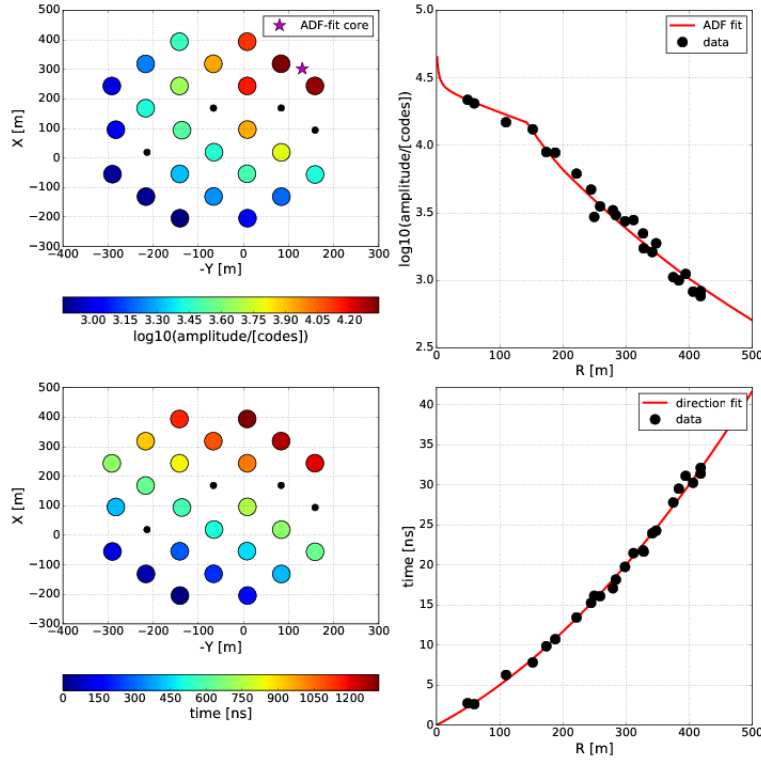 500
400
300
200
100
0
−100
−200
−300
X [m]
−400 −300 −200 −100 0 100 200 300
-Y [m]
ADF-fit core
3.00 3.15 3.30 3.45 3.60 3.75 3.90 4.05 4.20
log10(amplitude/[codes])
5.0
4.5
4.0
3.5
3.0
2.5
log10(amplitude/[codes])
0 100 200 300 400 500
R [m]
ADF fit
data
500
400
300
200
100
0
−100
−200
−300
X [m]
−400 −300 −200 −100 0 100 200 300
-Y [m]
0 150 300 450 600 750 900 1050 1200
time [ns]
40
35
30
25
20
15
10
5
0
time [ns]
0 100 200 300 400 500
R [m]
direction fit
data